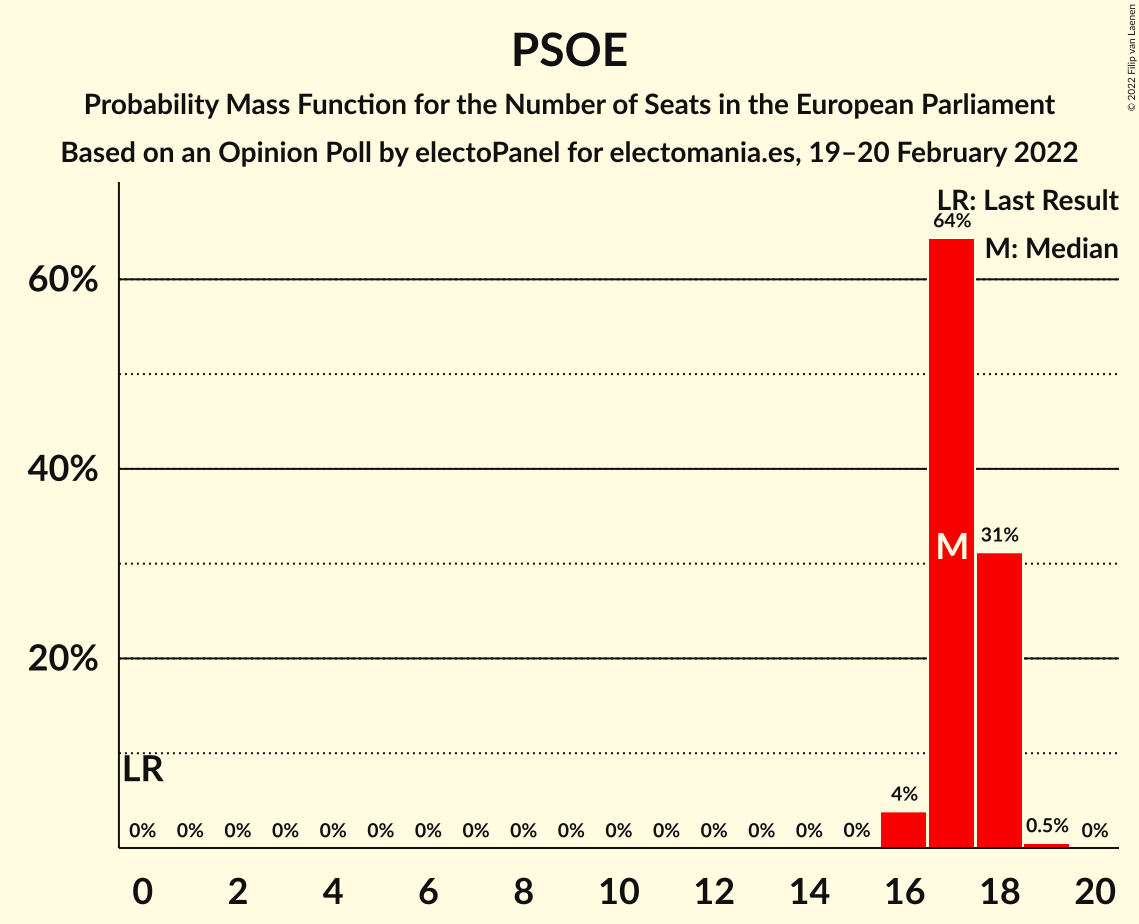 PSOE
Probability Mass Function for the Number of Seats in the European Parliament
Based on an Opinion Poll by electoPanel for electomania.es, 19–20 February 2022
© 2022 Filip van Laenen
LR: Last Result
M: Median
64%
60%
40%
M
31%
20%
LR
0% 0% 0% 0% 0% 0% 0% 0% 0% 0% 0% 0% 0% 0% 0% 0% 4% 0.5% 0%
0 2 4 6 8 10 12 14 16 18 20